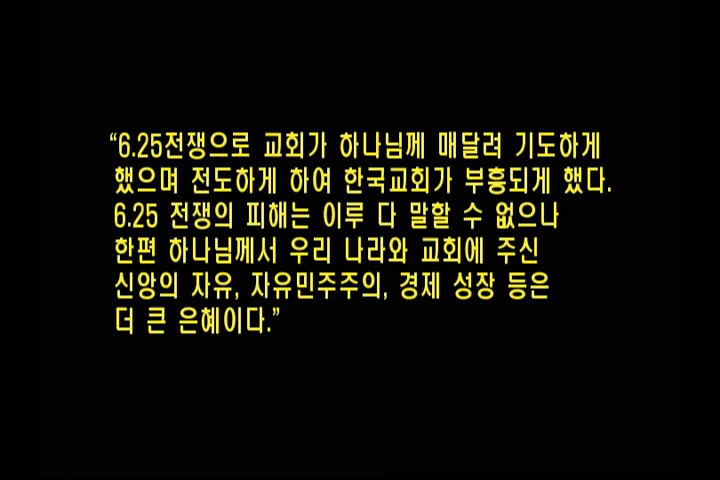 “6.25전쟁으로 교회가 하나님께 매달려 기도하게
했으며 전도하게 하여 한국교회가 부흥되게 했다.
6.25 전쟁의 피해는 이루 다 말할 수 없으나
한편 하나님께서 우리 나라와 교회에 주신
신앙의 자유, 자유민주주의, 경제 성장 등은
더 큰 은혜이다.”